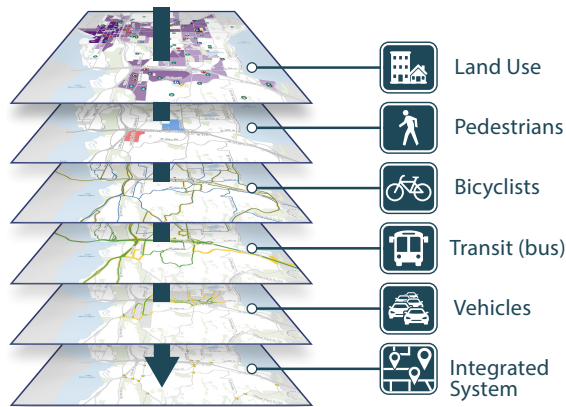 Land Use
Pedestrians
Bicyclists
Transit (bus)
Vehicles
Integrated
System